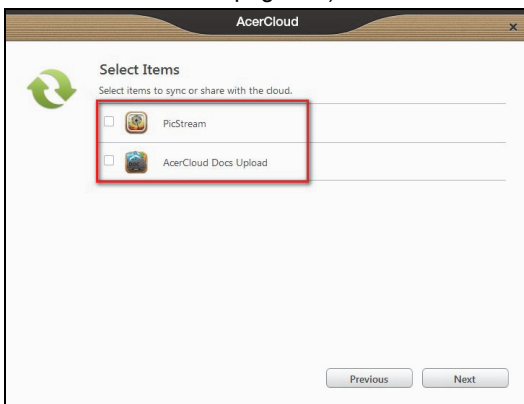 AcerCloud
x
Select Items
Select items to sync or share with the cloud.
PicStream
AcerCloud Docs Upload
Previous Next